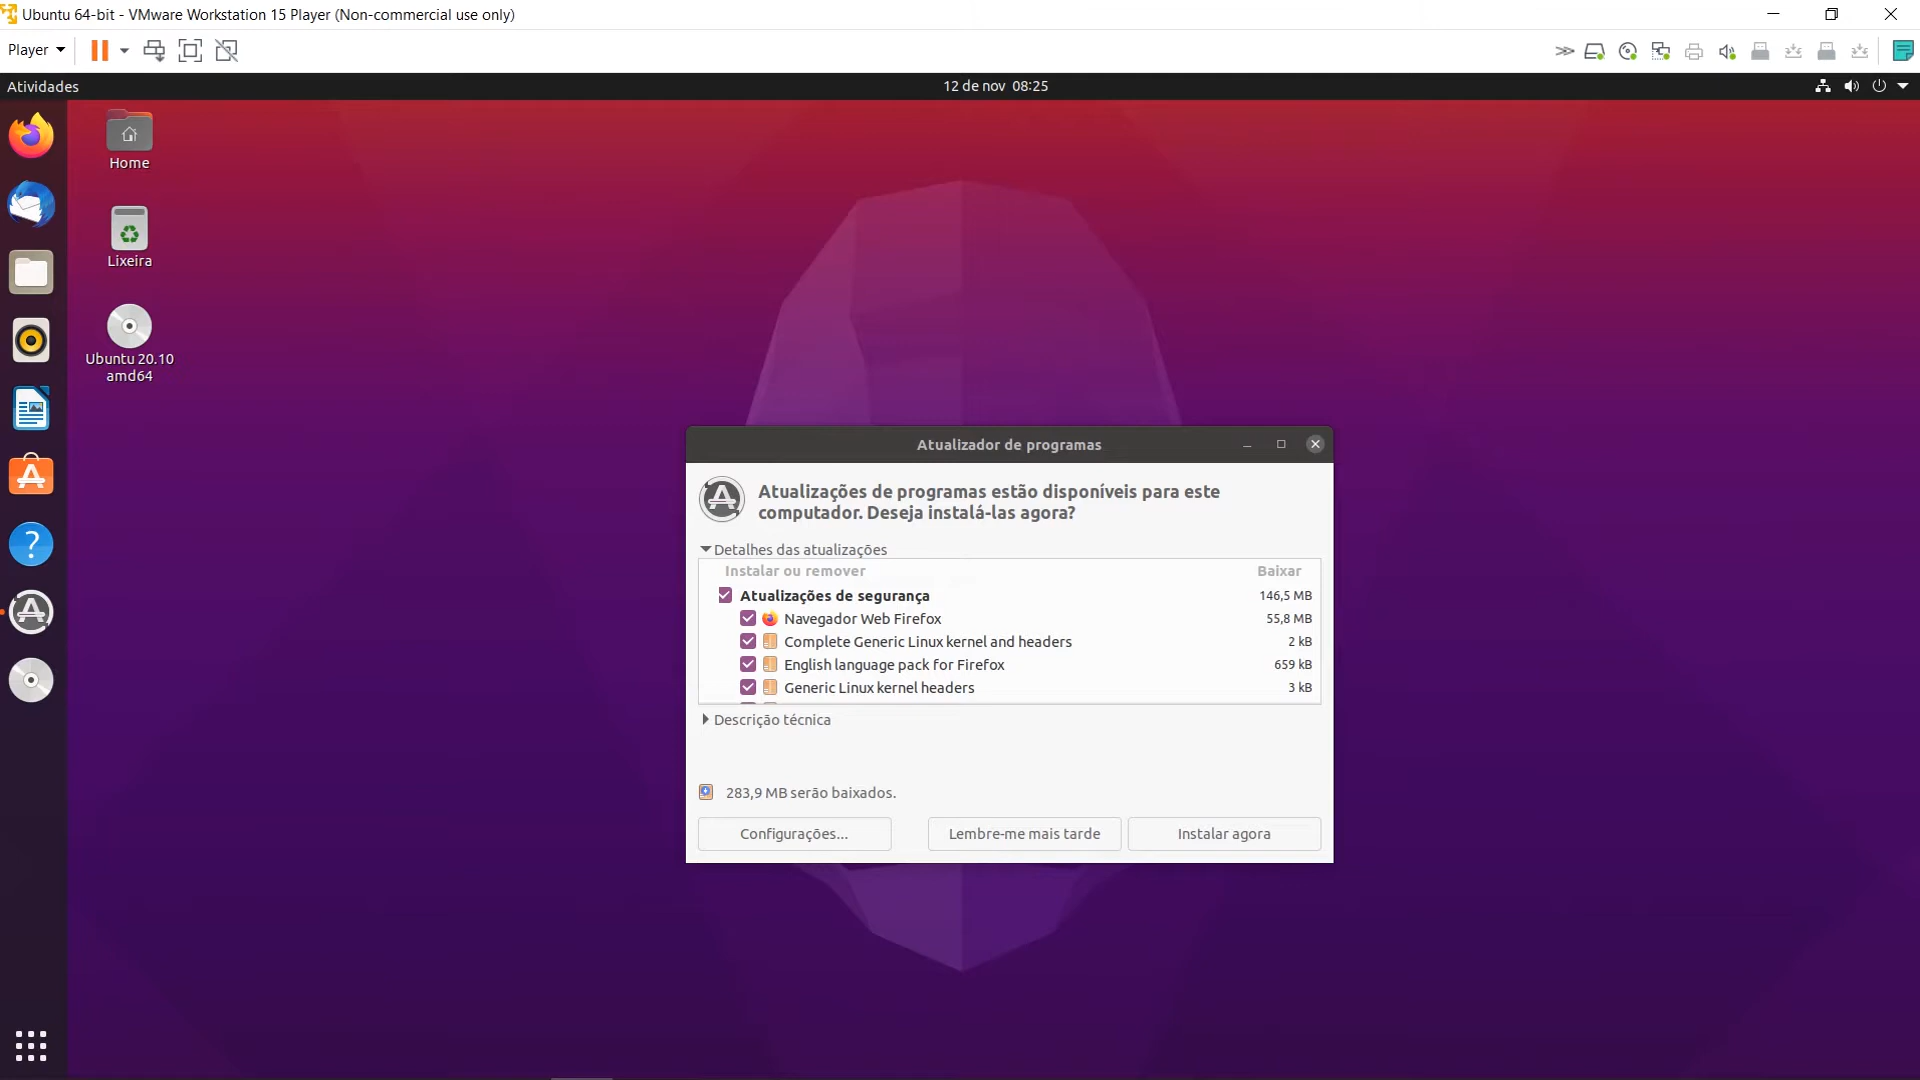 Ubuntu 64-bit - VMware Workstation 15 Player (Non-commercial use only)
Player
Atividades
12 de nov 08:25
Home
Lixeira
Ubuntu 20.10
amd64
Atualizador de programas
Atualizações de programas estão disponíveis para este
computador. Deseja instalá-las agora?
Detalhes das atualizações
Instalar ou remover Baixar
Atualizações de segurança 146,5 MB
Navegador Web Firefox 55,8 MB
Complete Generic Linux kernel and headers 2 kB
English language pack for Firefox 659 kB
Generic Linux kernel headers 3 kB
Descrição técnica
283,9 MB serão baixados.
Configurações... Lembre-me mais tarde Instalar agora